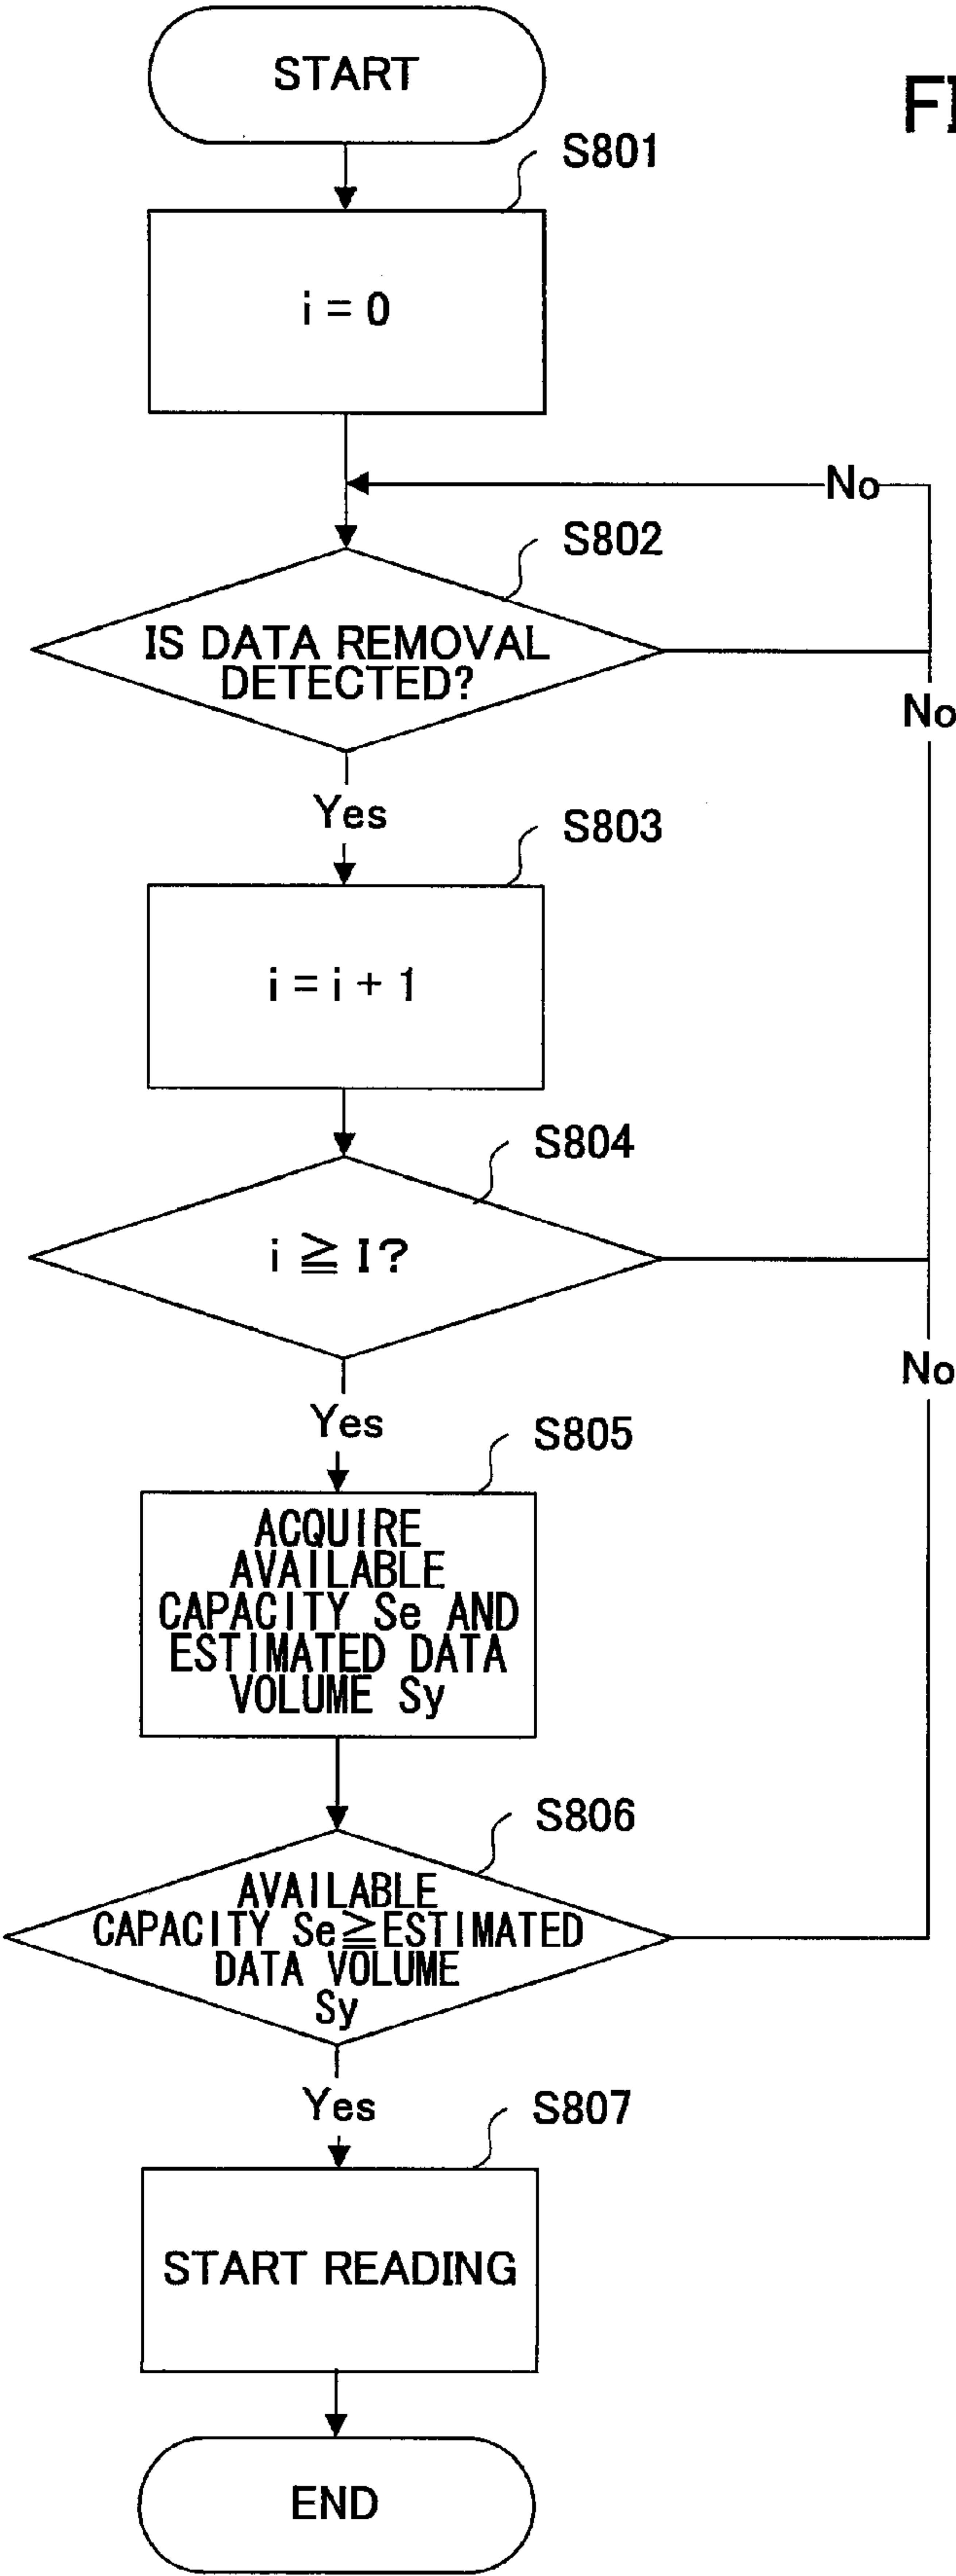 START
FI
S801
i = 0
No
S802
IS DATA REMOVAL
DETECTED?
No
Yes
S803
i = i + 1
S804
i ≧ I?
No
Yes
S805
ACQUIRE
AVAILABLE
CAPACITY Se AND
ESTIMATED DATA
VOLUME Sy
S806
AVAILABLE
CAPACITY Se≧ESTIMATED
DATA VOLUME
Sy
Yes
S807
START READING
END